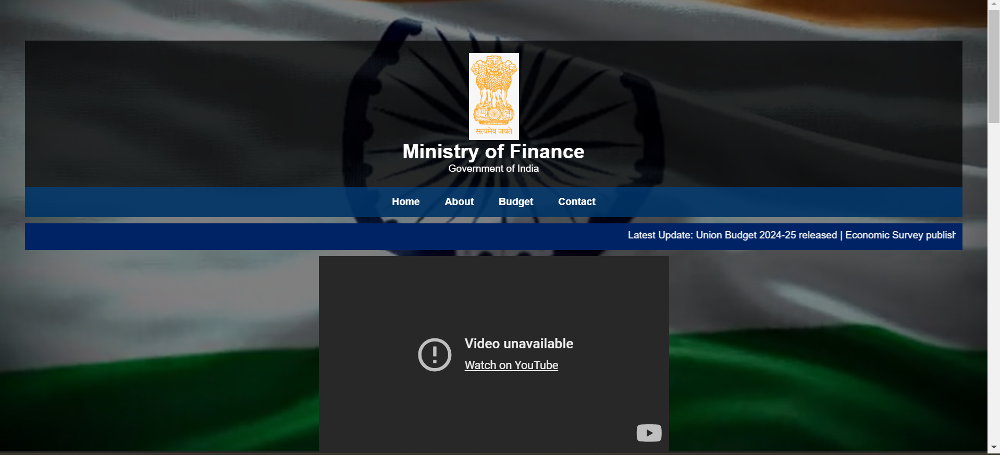 सत्यमेव जयते
Ministry of Finance
Government of India
Home About Budget Contact
Latest Update: Union Budget 2024-25 released | Economic Survey publish
Video unavailable
Watch on YouTube